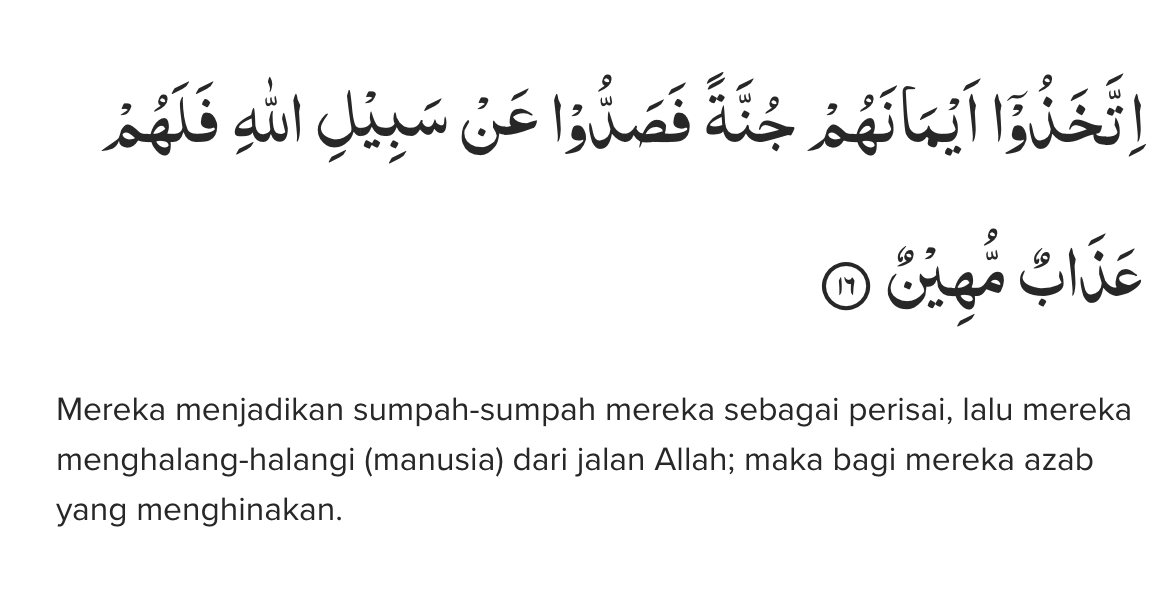 اِتَّخَذُوْٓا اَيْمَانَهُمْ جُنَّةً فَصَدُّوْا عَنْ سَبِيْلِ اللّٰهِ فَلَهُمْ
عَذَابٌ مُّهِيْنٌ ١٦
Mereka menjadikan sumpah-sumpah mereka sebagai perisai, lalu mereka
menghalang-halangi (manusia) dari jalan Allah; maka bagi mereka azab
yang menghinakan.